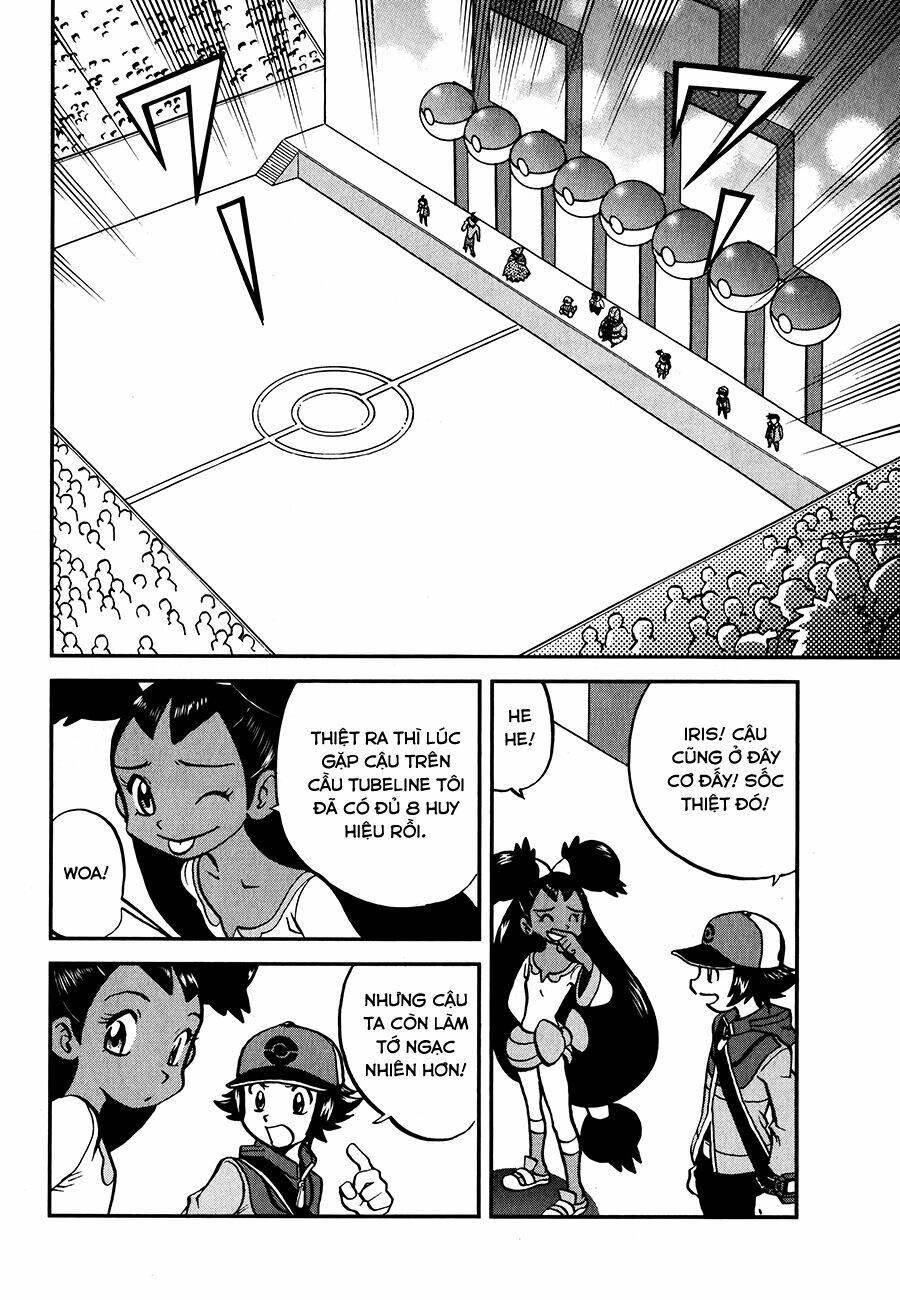 IRIS! CẬU
CŨNG Ở ĐÂY
CƠ ĐẤY! SỐC
THIỆT ĐÓ!
HE
HE!
THIỆT RA THÌ LÚC
GẶP CẬU TRÊN
CẦU TUBELINE TÔI
ĐÃ CÓ ĐỦ 8 HUY
HIỆU RỒI.
WOA!
NHƯNG CẬU
TA CÒN LÀM
TỚ NGẠC
NHIÊN HƠN!